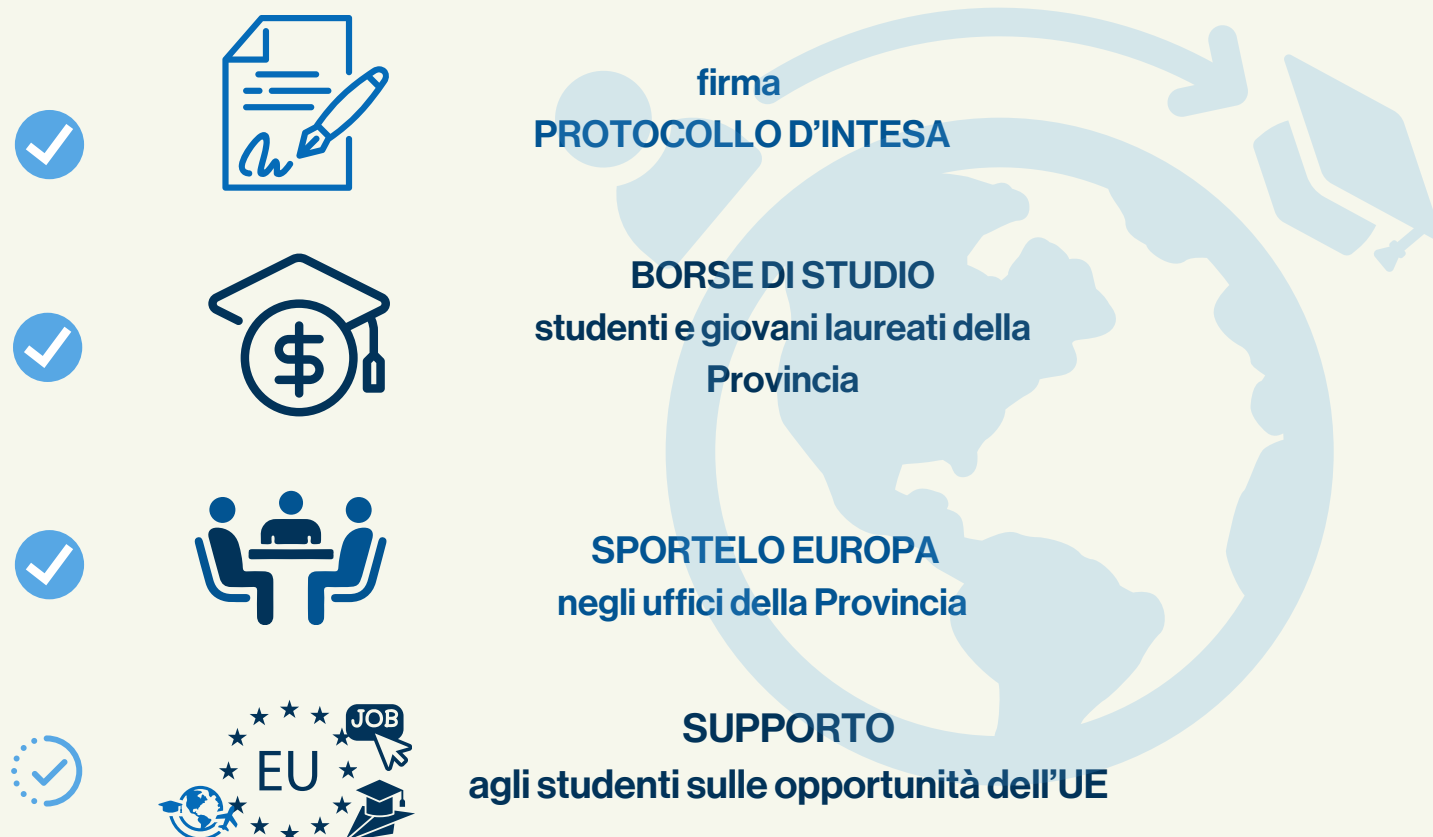 firma
PROTOCOLLO D’INTESA
BORSE DI STUDIO
studenti e giovani laureati della
Provincia
SPORTELO EUROPA
negli uffici della Provincia
JOB
EU
SUPPORTO
agli studenti sulle opportunità dell’UE